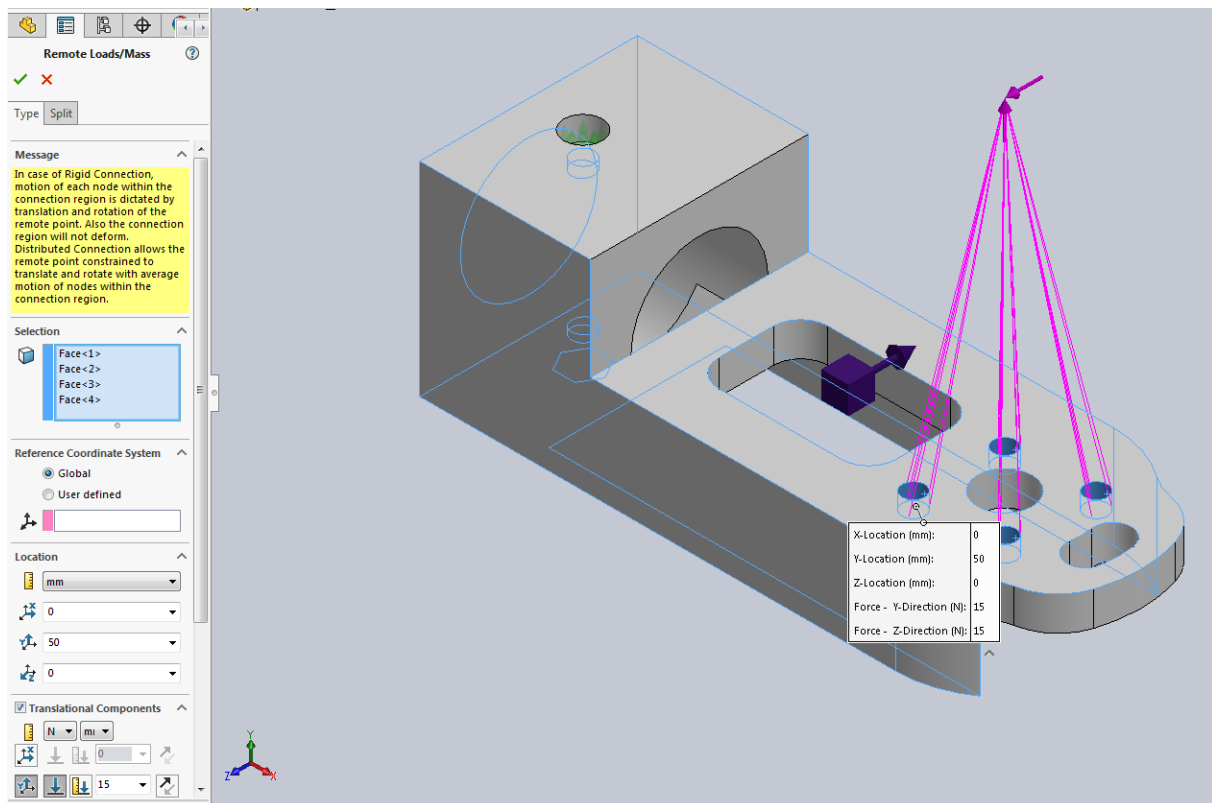 Remote Loads/Mass
Type Split
Message
In case of Rigid Connection,
motion of each node within the
connection region is dictated by
translation and rotation of the
remote point. Also the connection
region will not deform.
Distributed Connection allows the
remote point constrained to
translate and rotate with average
motion of nodes within the
connection region.
Selection
Face<1>
Face<2>
Face<3>
Face<4>
Reference Coordinate System
Global
User defined
Location
mm
0
50
0
Translational Components
N
0
15
X-Location (mm): 0
Y-Location (mm): 50
Z-Location (mm): 0
Force - Y-Direction (N): 15
Force - Z-Direction (N): 15
Y
Z
X